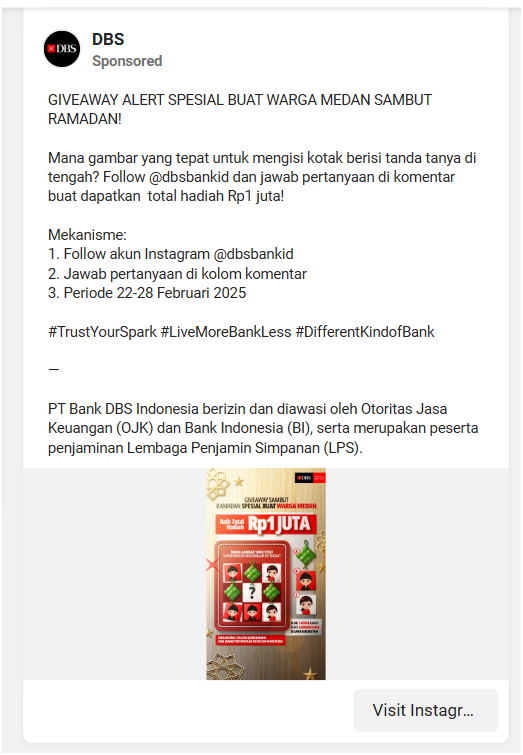 DBS
Sponsored
GIVEAWAY ALERT SPESIAL BUAT WARGA MEDAN SAMBUT
RAMADAN!
Mana gambar yang tepat untuk mengisi kotak berisi tanda tanya di
tengah? Follow @dbsbankid dan jawab pertanyaan di komentar
buat dapatkan  total hadiah Rp1 juta!
Mekanisme:
1. Follow akun Instagram @dbsbankid
2. Jawab pertanyaan di kolom komentar
3. Periode 22-28 Februari 2025
#TrustYourSpark #LiveMoreBankLess #DifferentKindofBank
—
PT Bank DBS Indonesia berizin dan diawasi oleh Otoritas Jasa
Keuangan (OJK) dan Bank Indonesia (BI), serta merupakan peserta
penjaminan Lembaga Penjamin Simpanan (LPS).
DBS
GIVEAWAY SAMBUT
RAMADAN SPESIAL BUAT WARGA MEDAN
Raih Total
Hadiah
Rp1 JUTA
?
Visit Instagr...